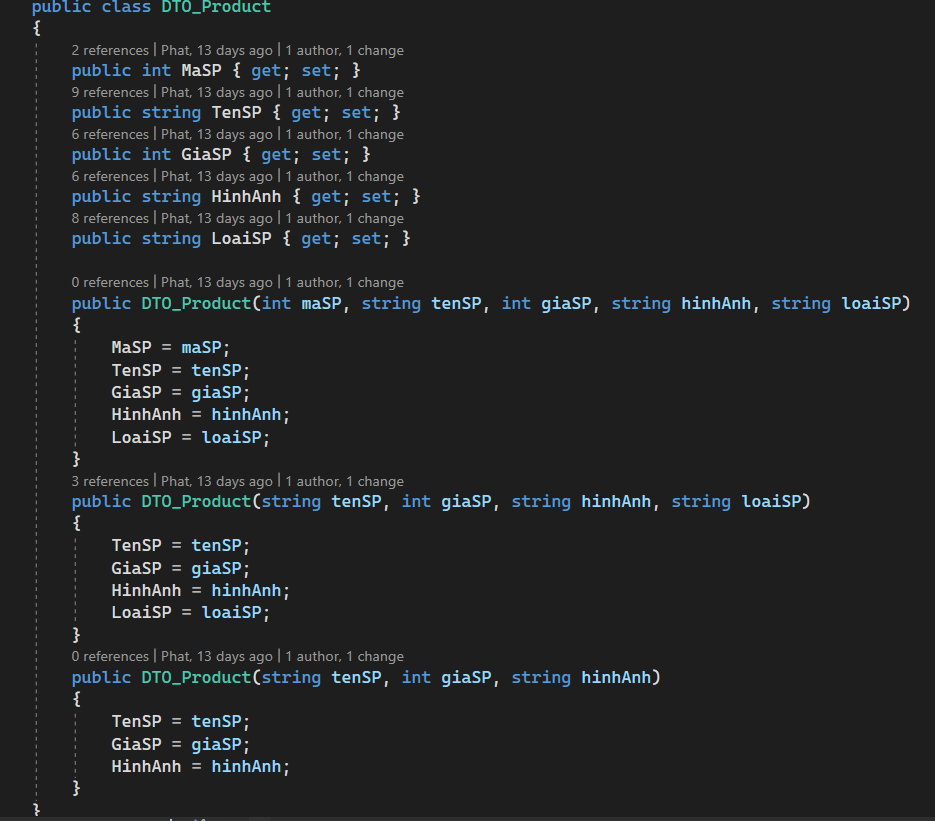 public class DTO_Product
{
2 references | Phat, 13 days ago | 1 author, 1 change
public int MaSP { get; set; }
9 references | Phat, 13 days ago | 1 author, 1 change
public string TenSP { get; set; }
6 references | Phat, 13 days ago | 1 author, 1 change
public int GiaSP { get; set; }
6 references | Phat, 13 days ago | 1 author, 1 change
public string HinhAnh { get; set; }
8 references | Phat, 13 days ago | 1 author, 1 change
public string LoaiSP { get; set; }
0 references | Phat, 13 days ago | 1 author, 1 change
public DTO_Product(int maSP, string tenSP, int giaSP, string hinhAnh, string loaiSP)
{
MaSP = maSP;
TenSP = tenSP;
GiaSP = giaSP;
HinhAnh = hinhAnh;
LoaiSP = loaiSP;
}
3 references | Phat, 13 days ago | 1 author, 1 change
public DTO_Product(string tenSP, int giaSP, string hinhAnh, string loaiSP)
{
TenSP = tenSP;
GiaSP = giaSP;
HinhAnh = hinhAnh;
LoaiSP = loaiSP;
}
0 references | Phat, 13 days ago | 1 author, 1 change
public DTO_Product(string tenSP, int giaSP, string hinhAnh)
{
TenSP = tenSP;
GiaSP = giaSP;
HinhAnh = hinhAnh;
}
}